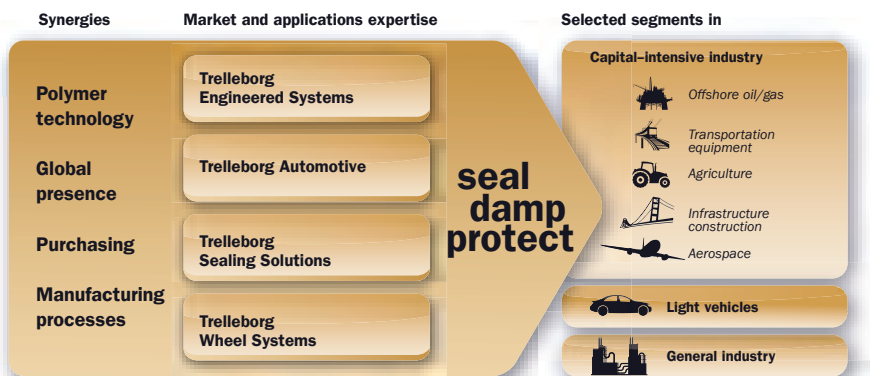 Synergies
Market and applications expertise
Selected segments in
Polymer
technology
Global
presence
Purchasing
Manufacturing
processes
Trelleborg
Engineered Systems
Trelleborg Automotive
Trelleborg
Sealing Solutions
Trelleborg
Wheel Systems
seal
damp
protect
Capital–intensive industry
Offshore oil/gas
Transportation
equipment
Agriculture
Infrastructure
construction
Aerospace
Light vehicles
General industry